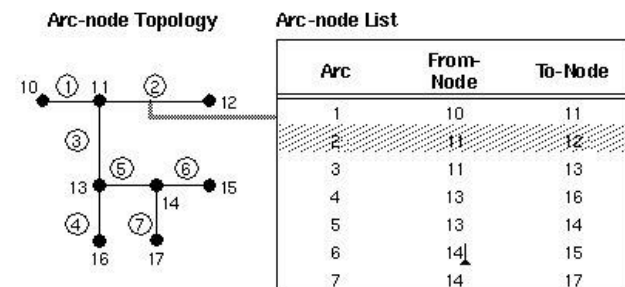 Arc-node Topology
Arc-node List
10 ① 11 ② 12
③
13 ⑤ ⑥ 15
14
④ ⑦
16 17
Arc From-Node To-Node
1 10 11
2 11 12
3 11 13
4 13 16
5 13 14
6 14 15
7 14 17